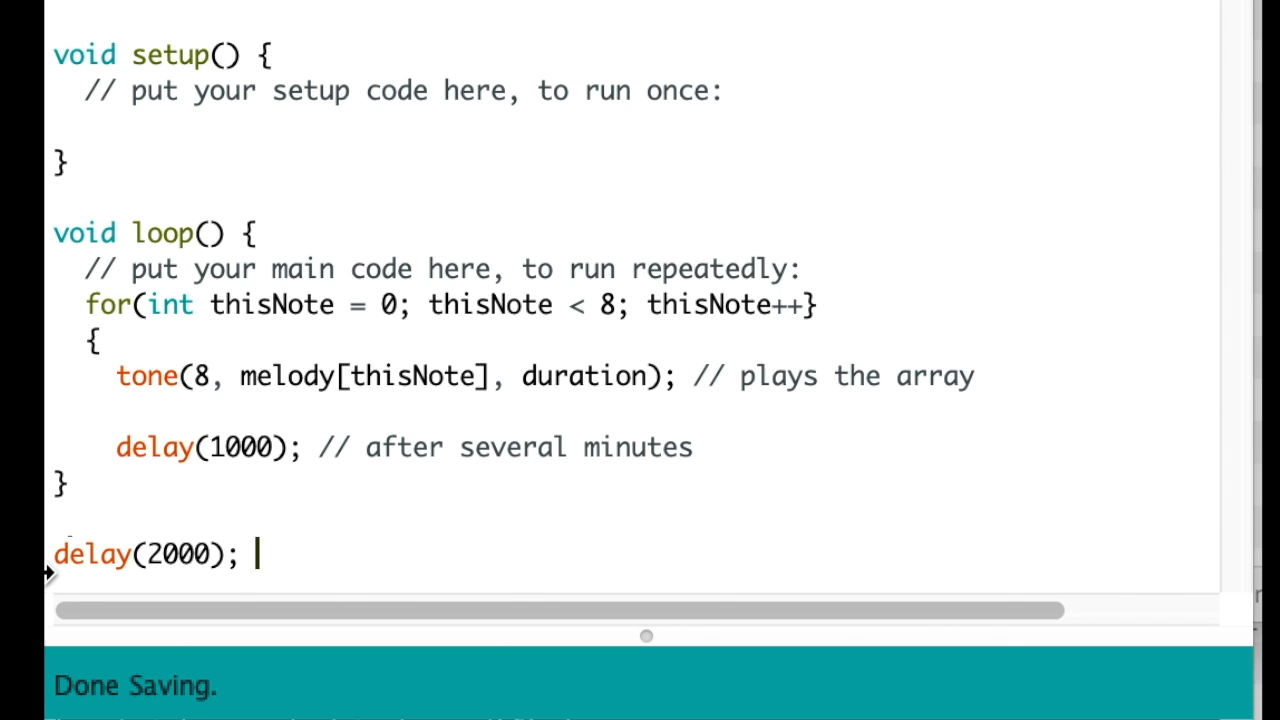 void setup() {
// put your setup code here, to run once:
}
void loop() {
// put your main code here, to run repeatedly:
for(int thisNote = 0; thisNote < 8; thisNote++}
{
tone(8, melody[thisNote], duration); // plays the array
delay(1000); // after several minutes
}
delay(2000);
Done Saving.